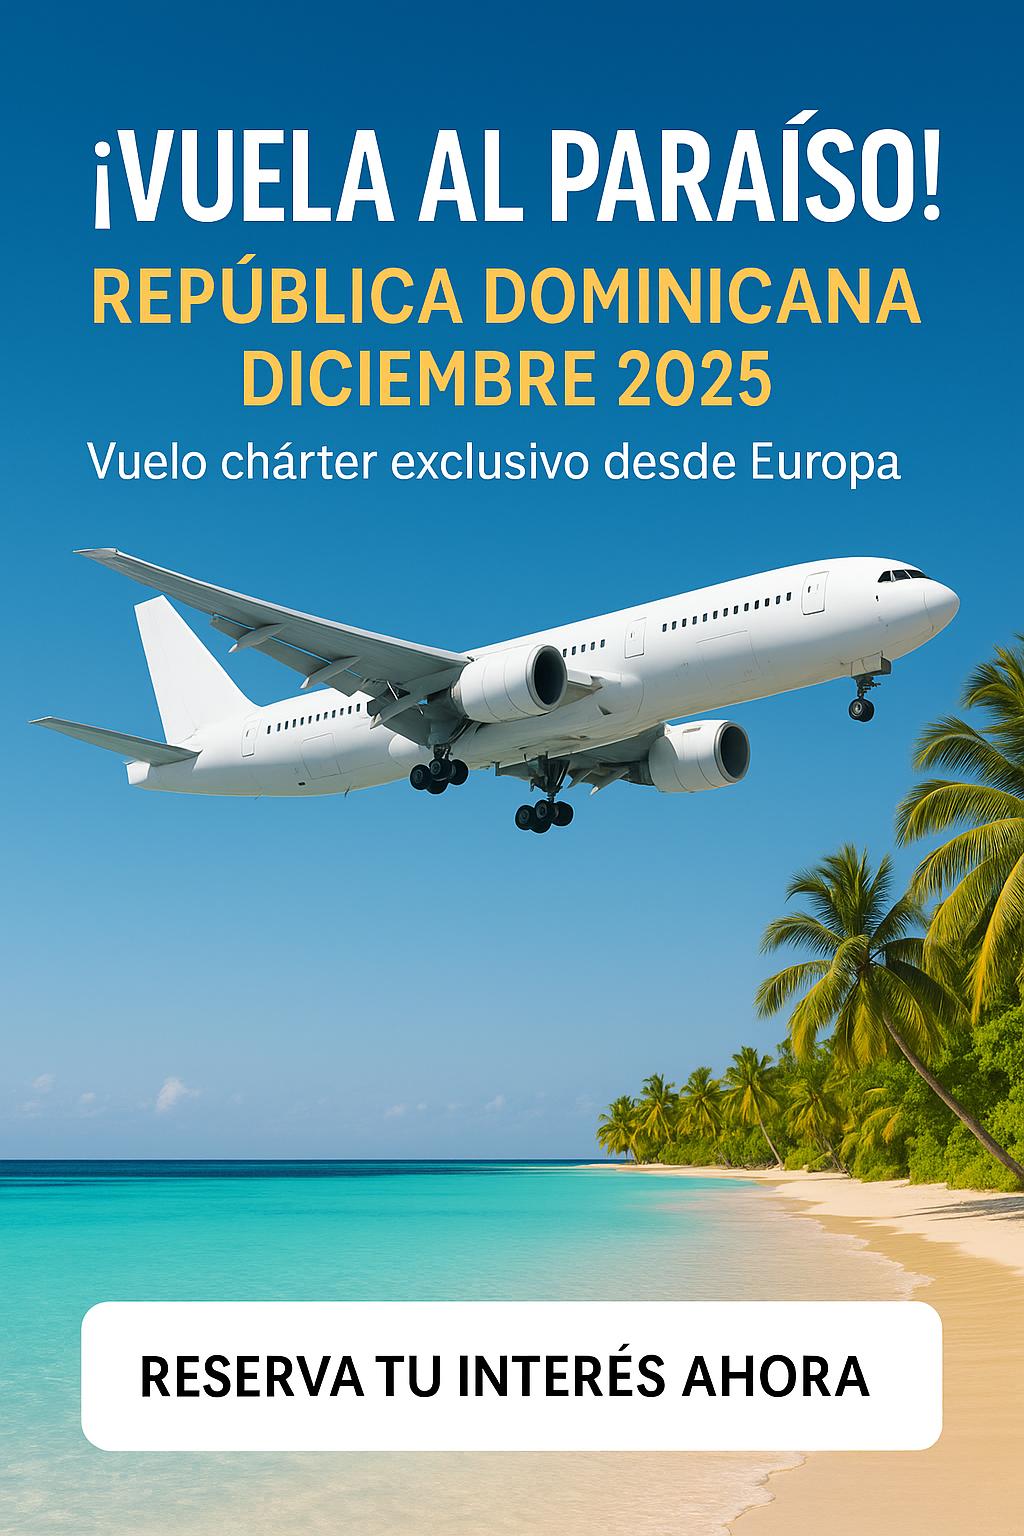 ¡VUELA AL PARAÍSO!
REPÚBLICA DOMINICANA
DICIEMBRE 2025
Vuelo chárter exclusivo desde Europa
RESERVA TU INTERÉS AHORA